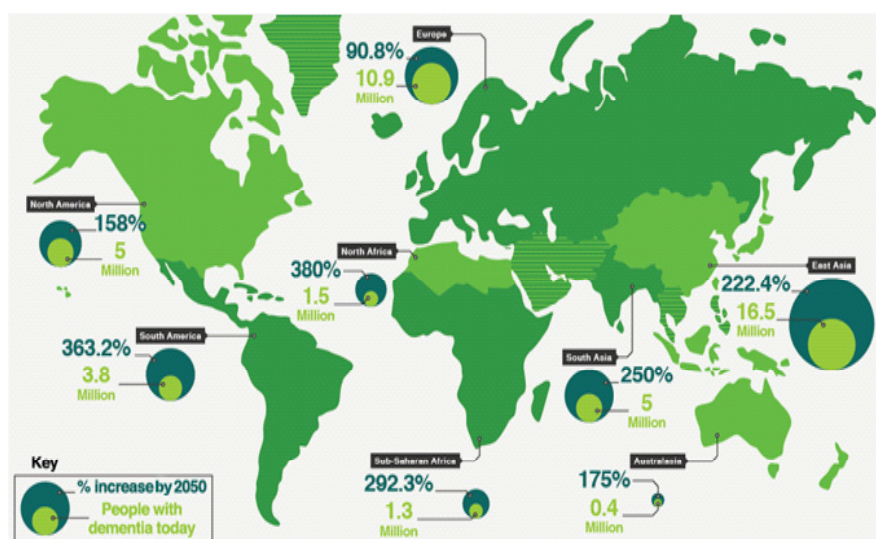 Europe
90.8%
10.9
Million
North America
158%
5
Million
North Africa
380%
1.5
Million
East Asia
222.4%
16.5
Million
South America
363.2%
3.8
Million
South Asia
250%
5
Million
Sub-Saharan Africa
292.3%
1.3
Million
Australasia
175%
0.4
Million
Key
% increase by 2050
People with
dementia today